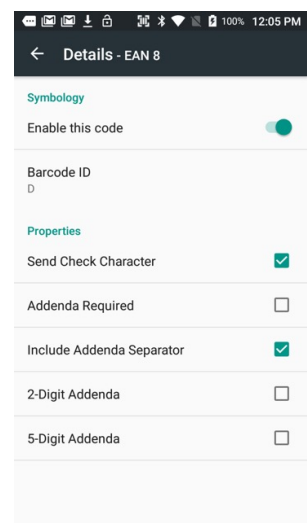 100% 12:05 PM
Details - EAN 8
Symbology
Enable this code
Barcode ID
D
Properties
Send Check Character
Addenda Required
Include Addenda Separator
2-Digit Addenda
5-Digit Addenda